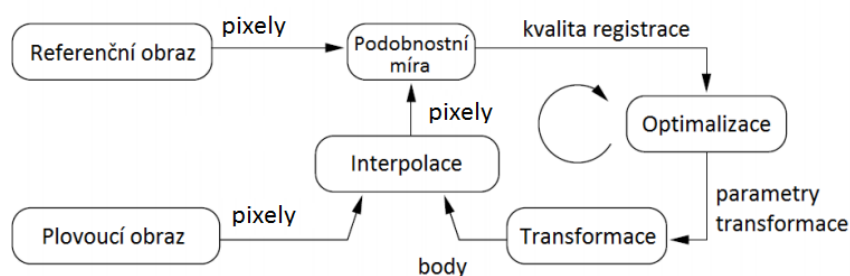 pixely
kvalita registrace
Referenční obraz
Podobnostní
míra
pixely
Optimalizace
Interpolace
parametry
transformace
pixely
Plovoucí obraz
Transformace
body